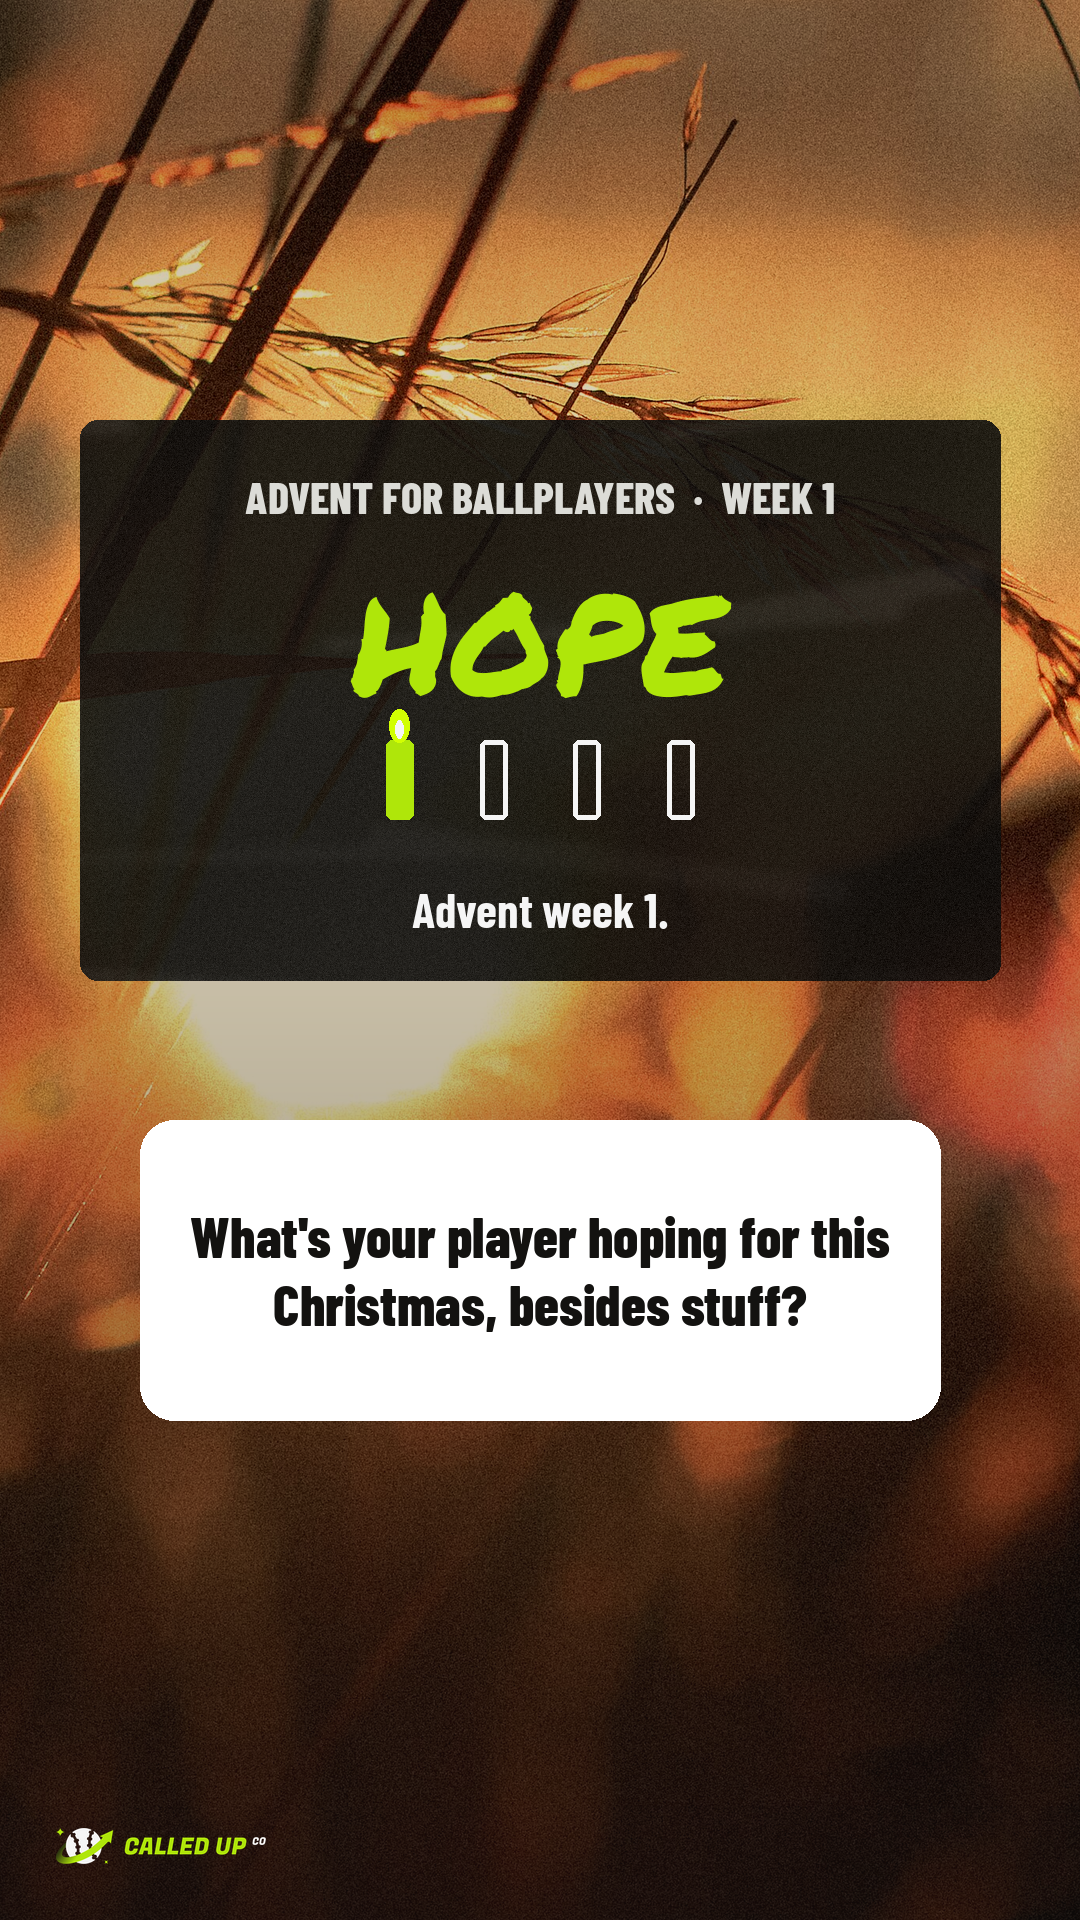 ADVENT FOR BALLPLAYERS · WEEK 1
HOPE
Advent week 1.
What's your player hoping for this
Christmas, besides stuff?
CALLED UP CO